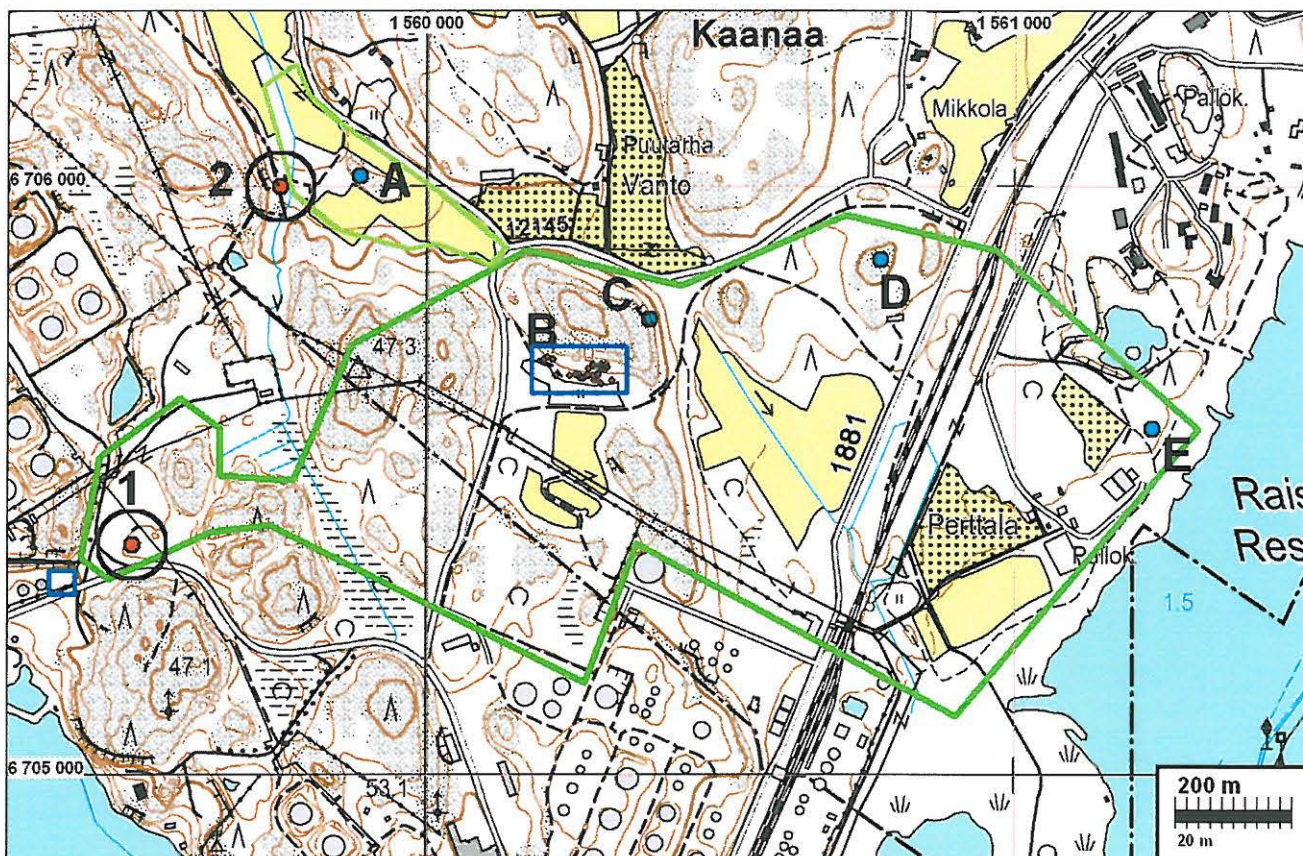 1 560 000
1 561 000
Kaanaa
Mikkola
Pallok.
Puutarha
Vanto
6 706 000
2
A
12145
C
D
B
47.3
1881
E
1
Perttala
Pallok.
Rais
Res
1.5
47.1
6 705 000
53.1
200 m
20 m